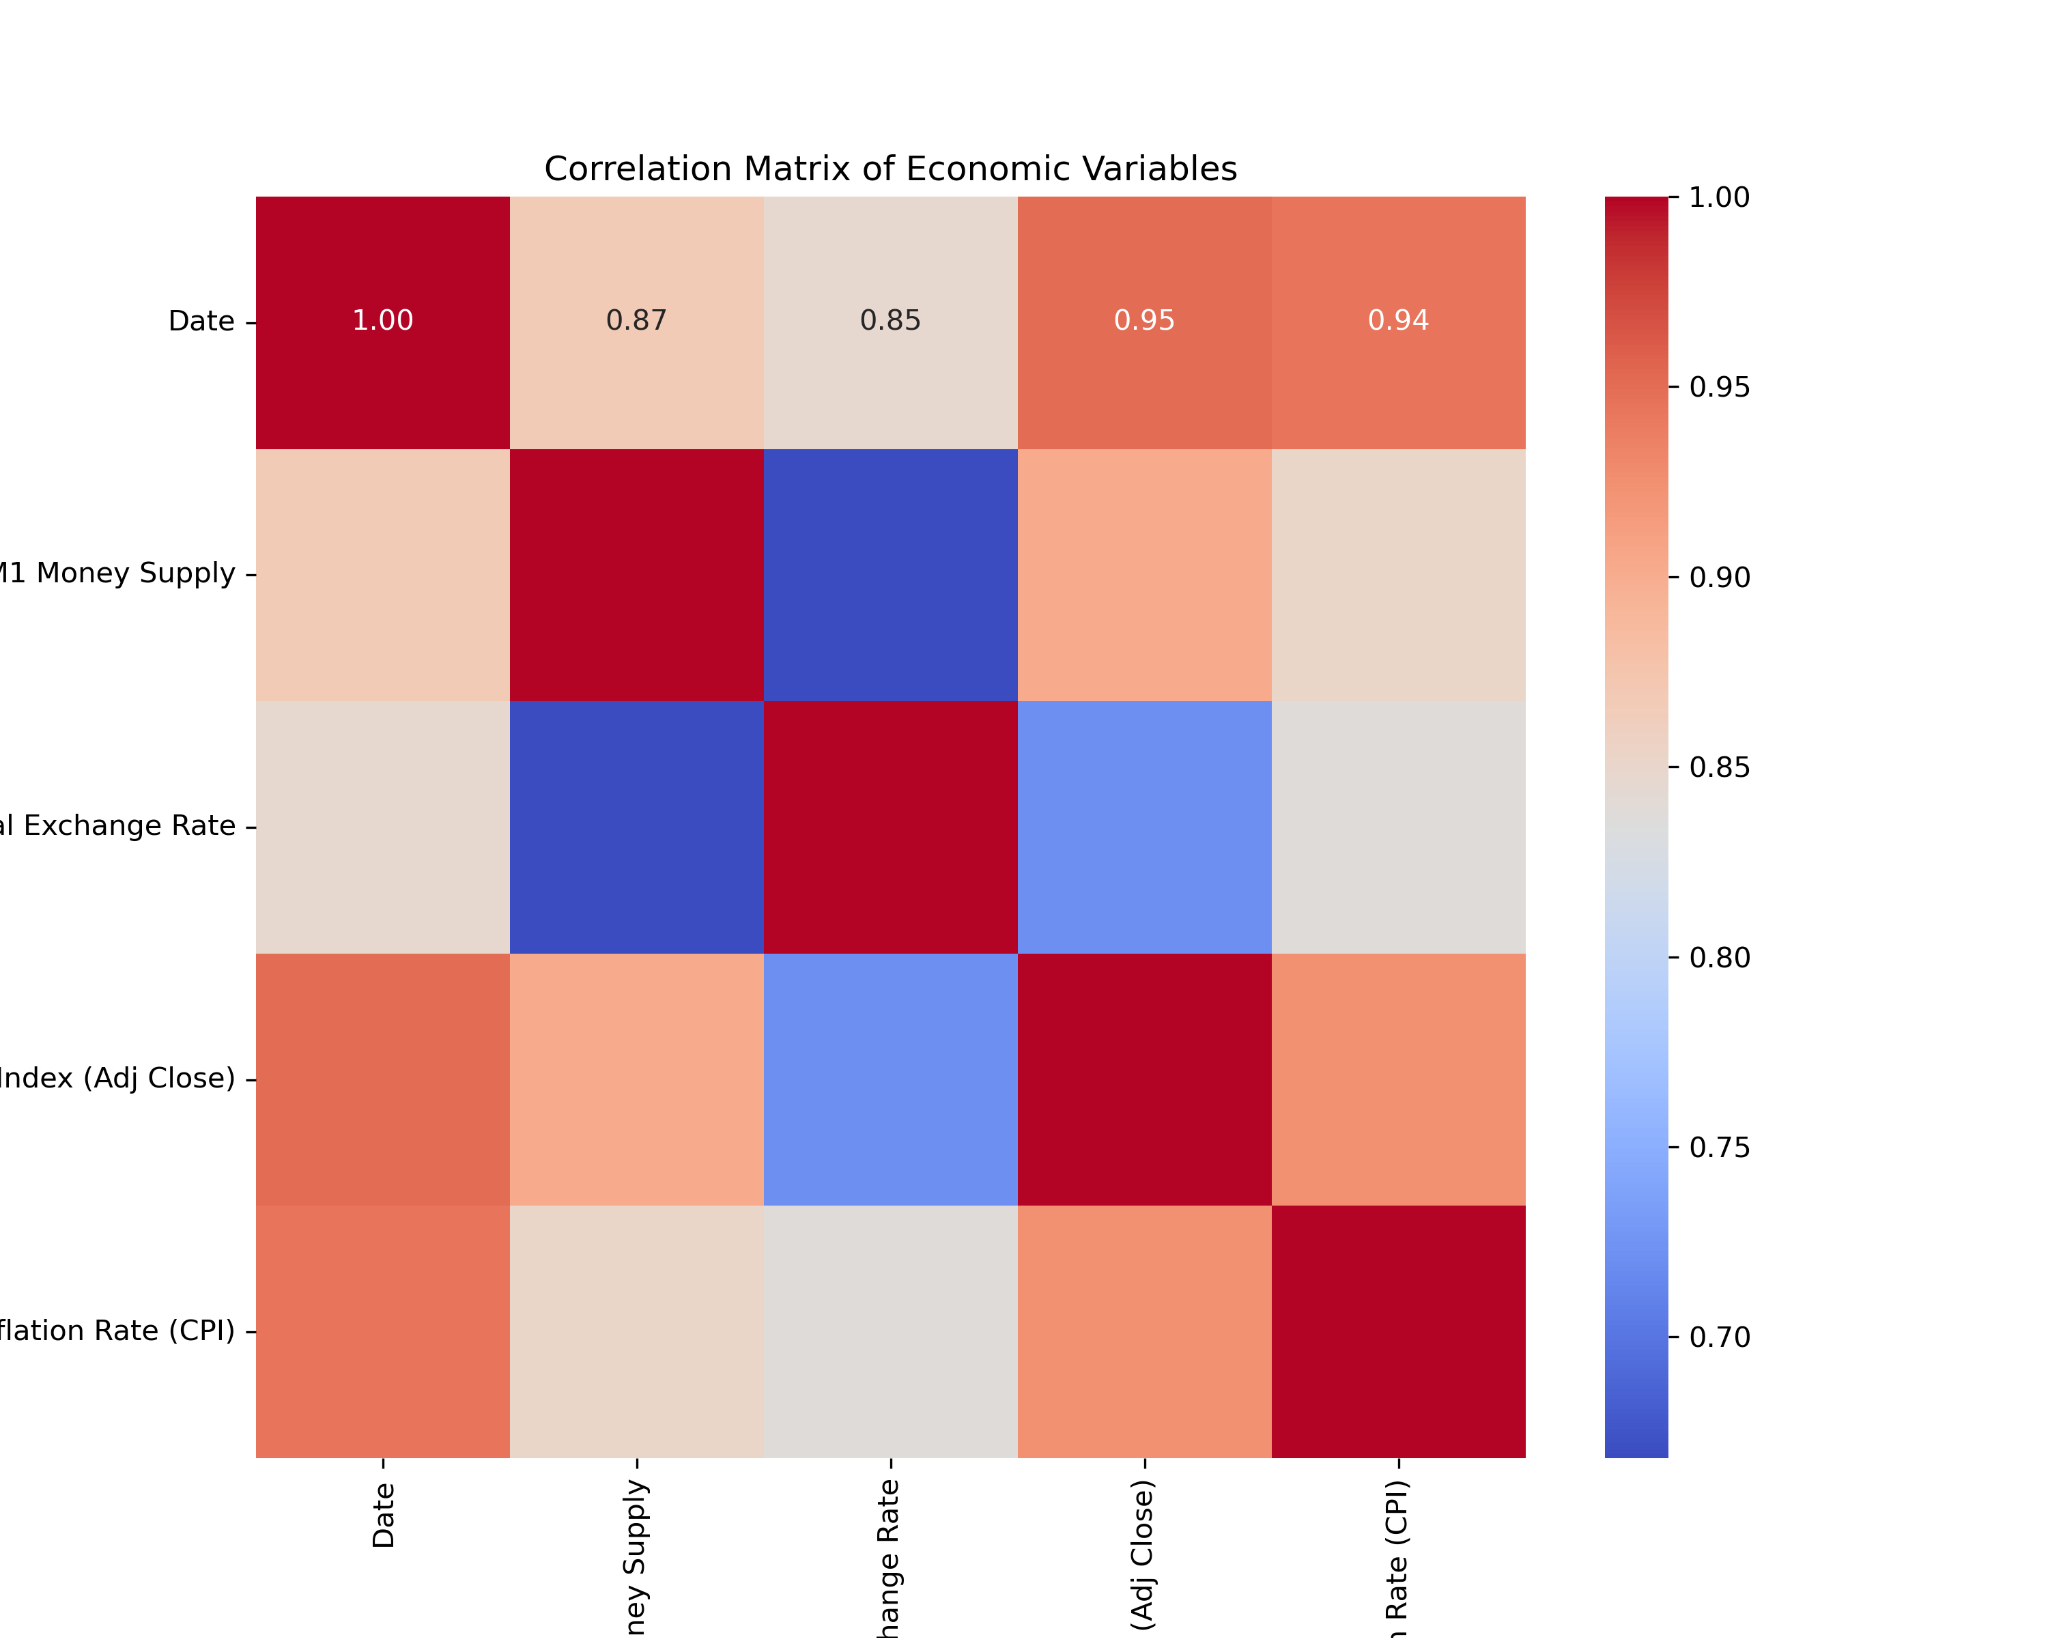 Correlation Matrix of Economic Variables
Date
1.00 0.87 0.85 0.95 0.94
M1 Money Supply
al Exchange Rate
Index (Adj Close)
flation Rate (CPI)
Date
ney Supply
hange Rate
(Adj Close)
n Rate (CPI)
1.00
0.95
0.90
0.85
0.80
0.75
0.70